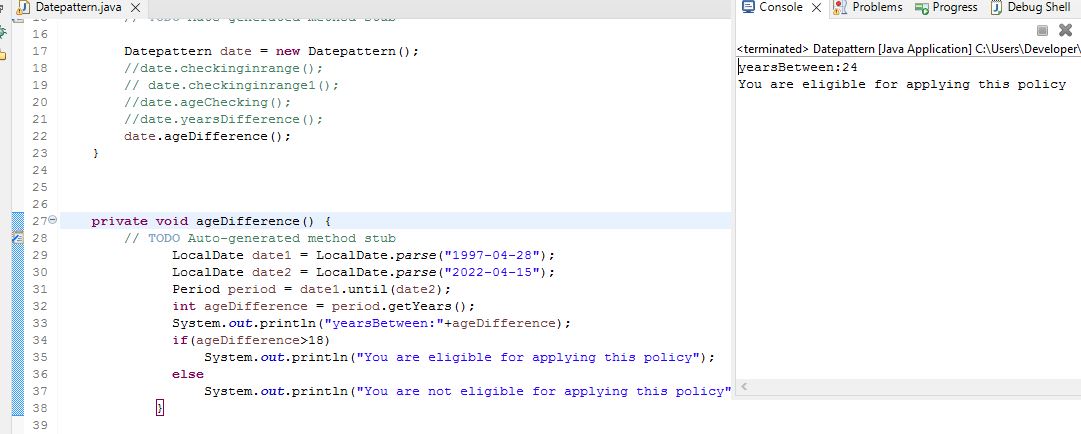 Datepattern.java
Console Problems Progress Debug Shell
// TODO Auto-generated method stub
16
17 Datepattern date = new Datepattern();
18 //date.checkinginrange();
19 // date.checkinginrange1();
20 //date.ageChecking();
21 //date.yearsDifference();
22 date.ageDifference();
23 }
24
25
26
27 private void ageDifference() {
28 // TODO Auto-generated method stub
29 LocalDate date1 = LocalDate.parse("1997-04-28");
30 LocalDate date2 = LocalDate.parse("2022-04-15");
31 Period period = date1.until(date2);
32 int ageDifference = period.getYears();
33 System.out.println("yearsBetween:"+ageDifference);
34 if(ageDifference>18)
35 System.out.println("You are eligible for applying this policy");
36 else
37 System.out.println("You are not eligible for applying this policy"
38 }
39
<terminated> Datepattern [Java Application] C:\Users\Developer\
yearsBetween:24
You are eligible for applying this policy